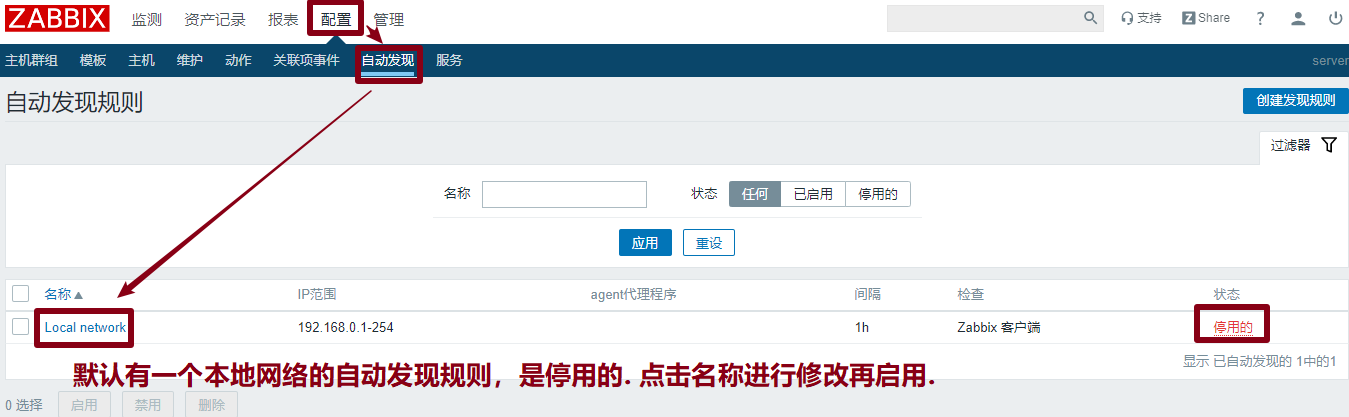 ZABBIX 监测 资产记录 报表 配置 管理 支持 Z Share ?
主机群组 模板 主机 维护 动作 关联项事件 自动发现 服务 server
自动发现规则 创建发现规则
过滤器
名称 状态 任何 已启用 停用的
应用 重设
名称▲ IP范围 agent代理程序 间隔 检查 状态
Local network 192.168.0.1-254 1h Zabbix 客户端 停用的
显示 已自动发现的 1中的1
默认有一个本地网络的自动发现规则，是停用的. 点击名称进行修改再启用.
0 选择 启用 禁用 删除